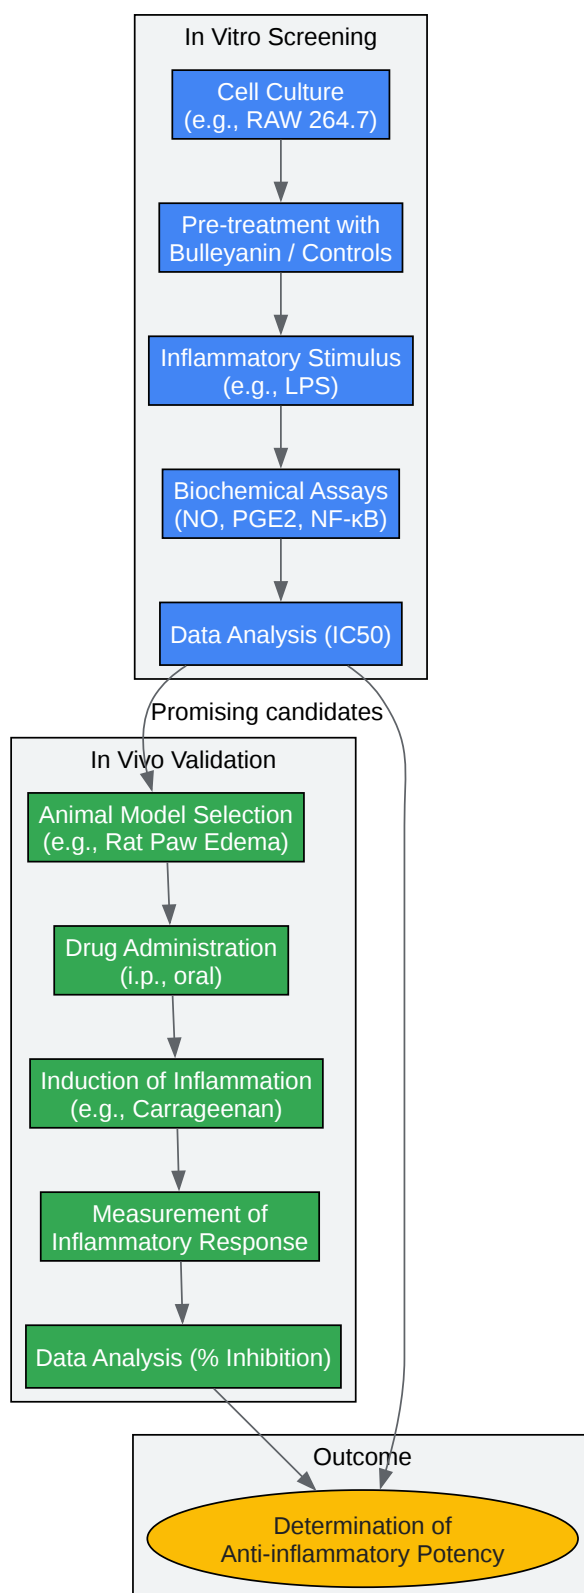 In Vitro Screening
Cell Culture
(e.g., RAW 264.7)
Pre-treatment with
Bulleyanin / Controls
Inflammatory Stimulus
(e.g., LPS)
Biochemical Assays
(NO, PGE2, NF-κB)
Data Analysis (IC50)
Promising candidates
In Vivo Validation
Animal Model Selection
(e.g., Rat Paw Edema)
Drug Administration
(i.p., oral)
Induction of Inflammation
(e.g., Carrageenan)
Measurement of
Inflammatory Response
Data Analysis (% Inhibition)
Outcome
Determination of
Anti-inflammatory Potency